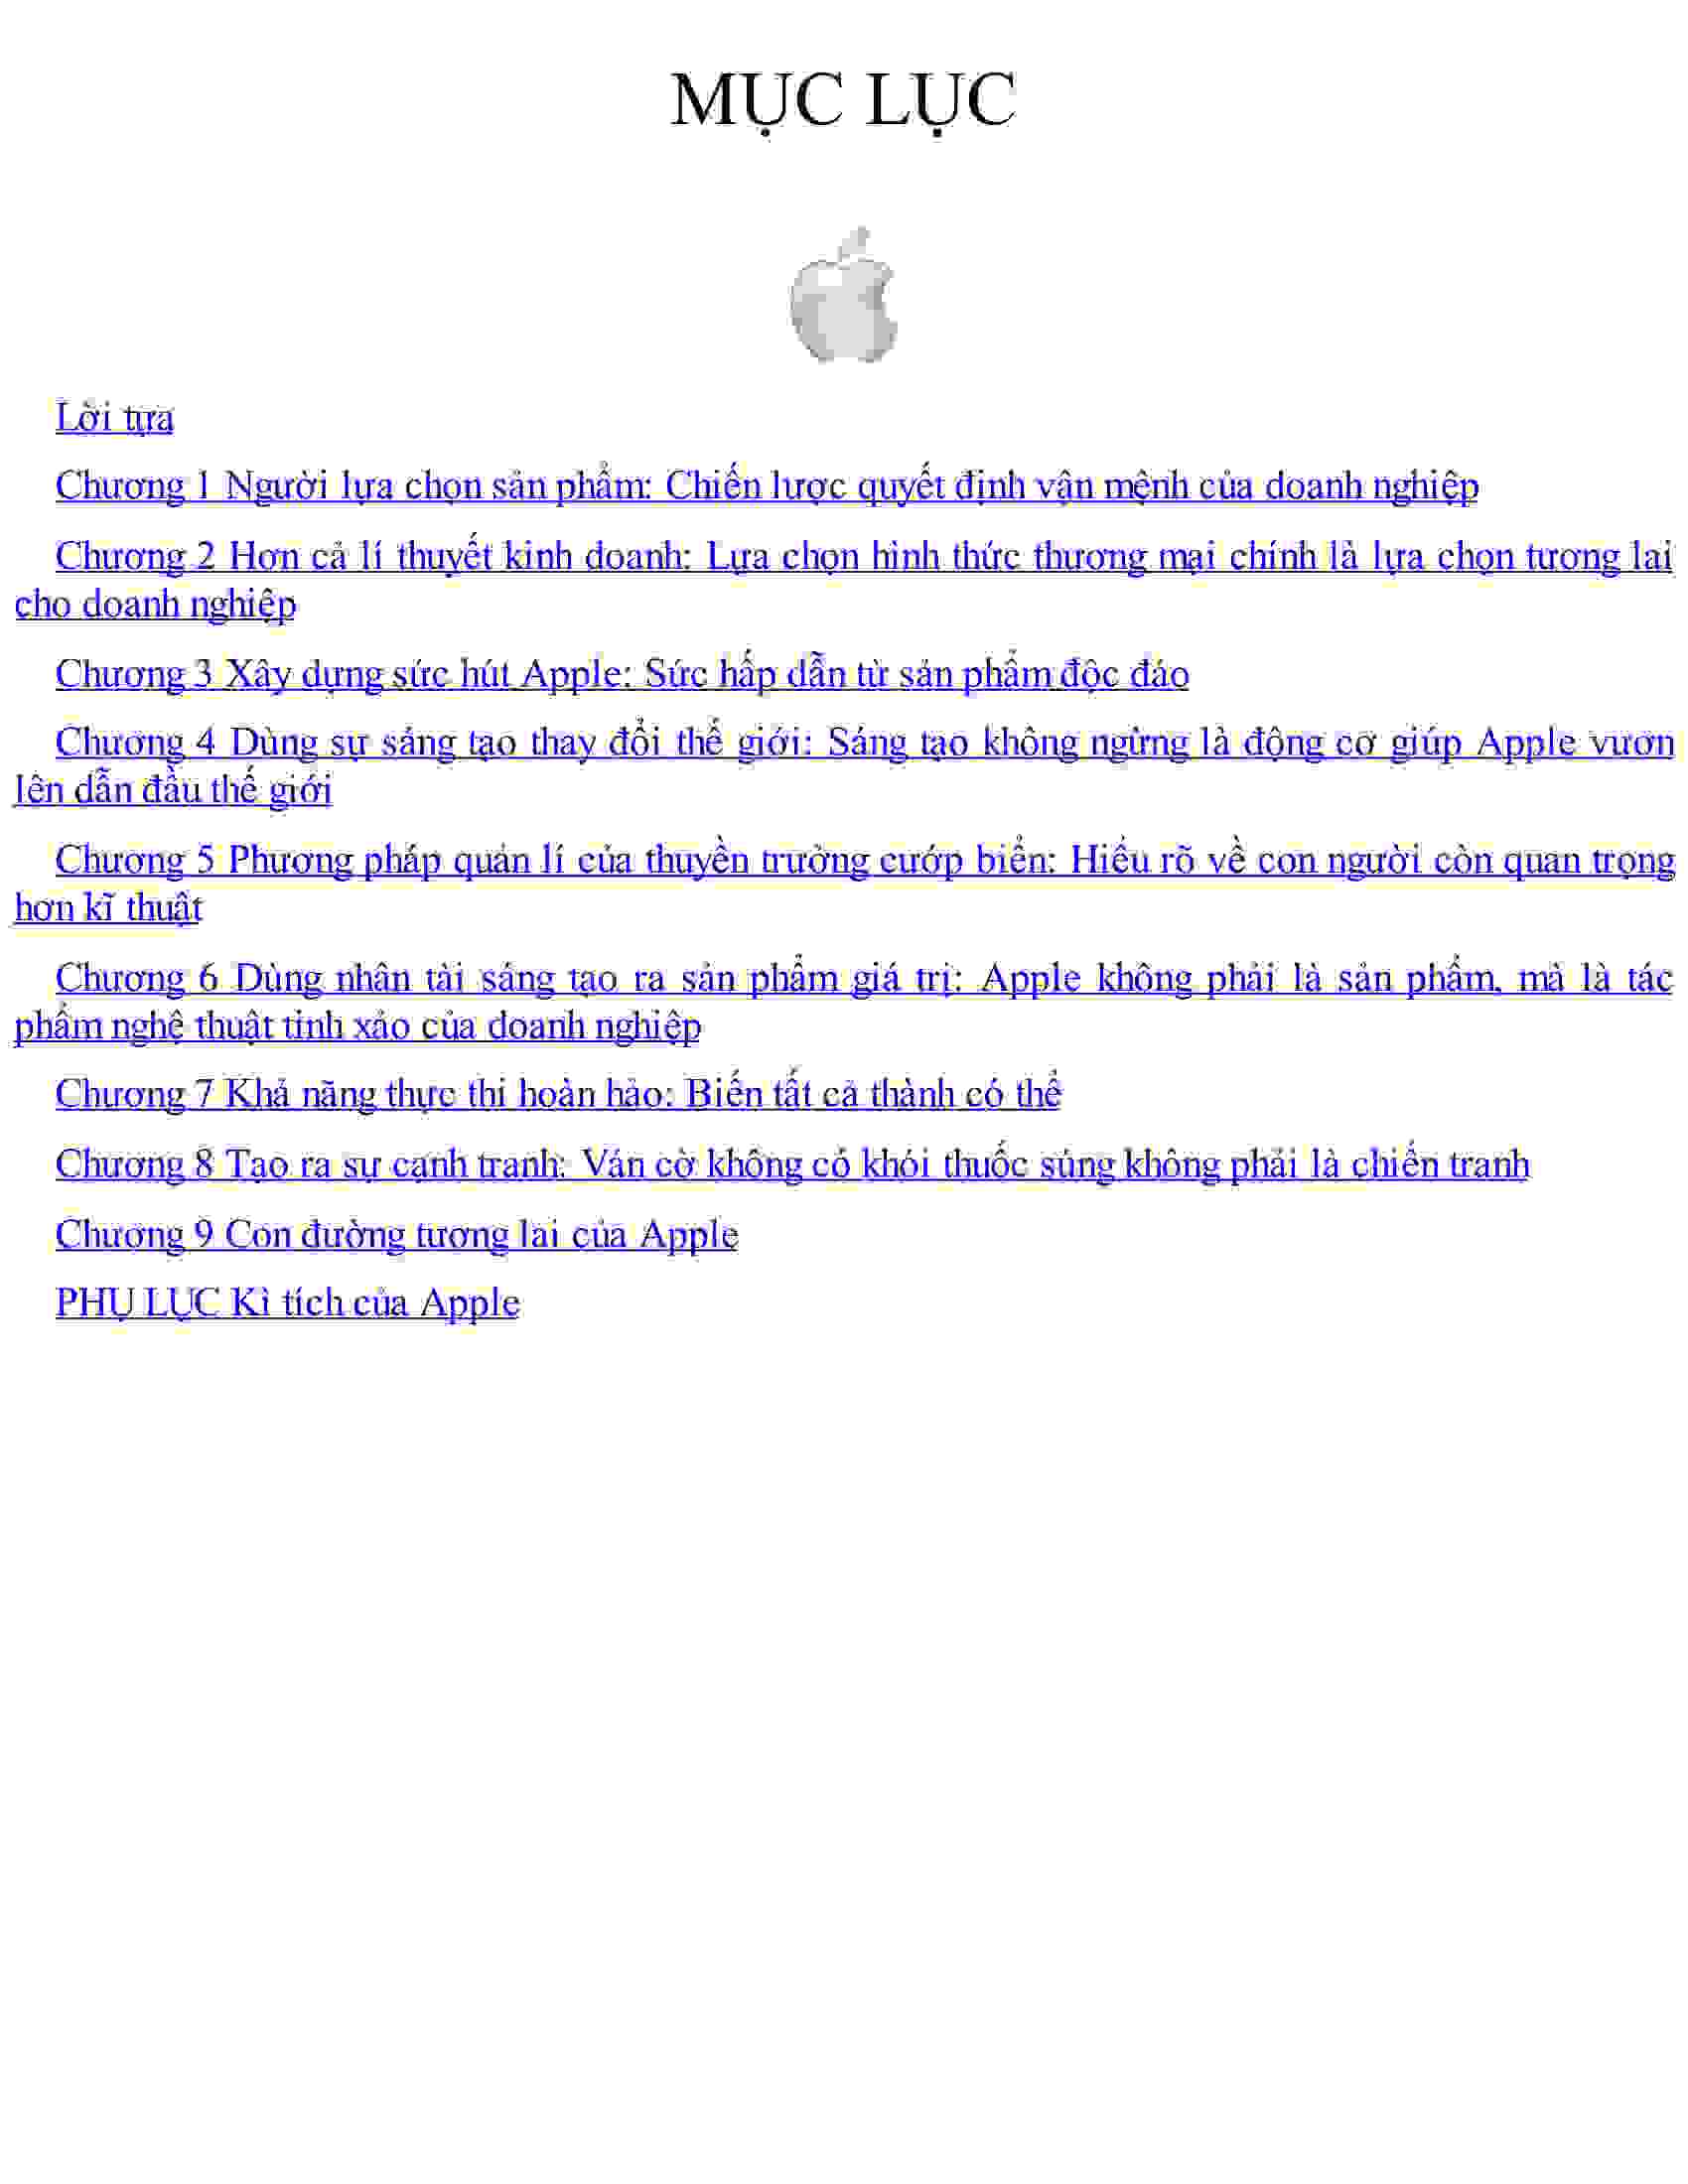 MỤC LỤC
Lời tựa
Chương 1 Người lựa chọn sản phẩm: Chiến lược quyết định vận mệnh của doanh nghiệp
Chương 2 Hơn cả lí thuyết kinh doanh: Lựa chọn hình thức thương mại chính là lựa chọn tương lai
cho doanh nghiệp
Chương 3 Xây dựng sức hút Apple: Sức hấp dẫn từ sản phẩm độc đáo
Chương 4 Dùng sự sáng tạo thay đổi thế giới: Sáng tạo không ngừng là động cơ giúp Apple vươn
lên dẫn đầu thế giới
Chương 5 Phương pháp quản lí của thuyền trưởng cướp biển: Hiểu rõ về con người còn quan trọng
hơn kĩ thuật
Chương 6 Dùng nhân tài sáng tạo ra sản phẩm giá trị: Apple không phải là sản phẩm, mà là tác
phẩm nghệ thuật tinh xảo của doanh nghiệp
Chương 7 Khả năng thực thi hoàn hảo: Biến tất cả thành có thể
Chương 8 Tạo ra sự cạnh tranh: Ván cờ không có khói thuốc súng không phải là chiến tranh
Chương 9 Con đường tương lai của Apple
PHỤ LỤC Kì tích của Apple